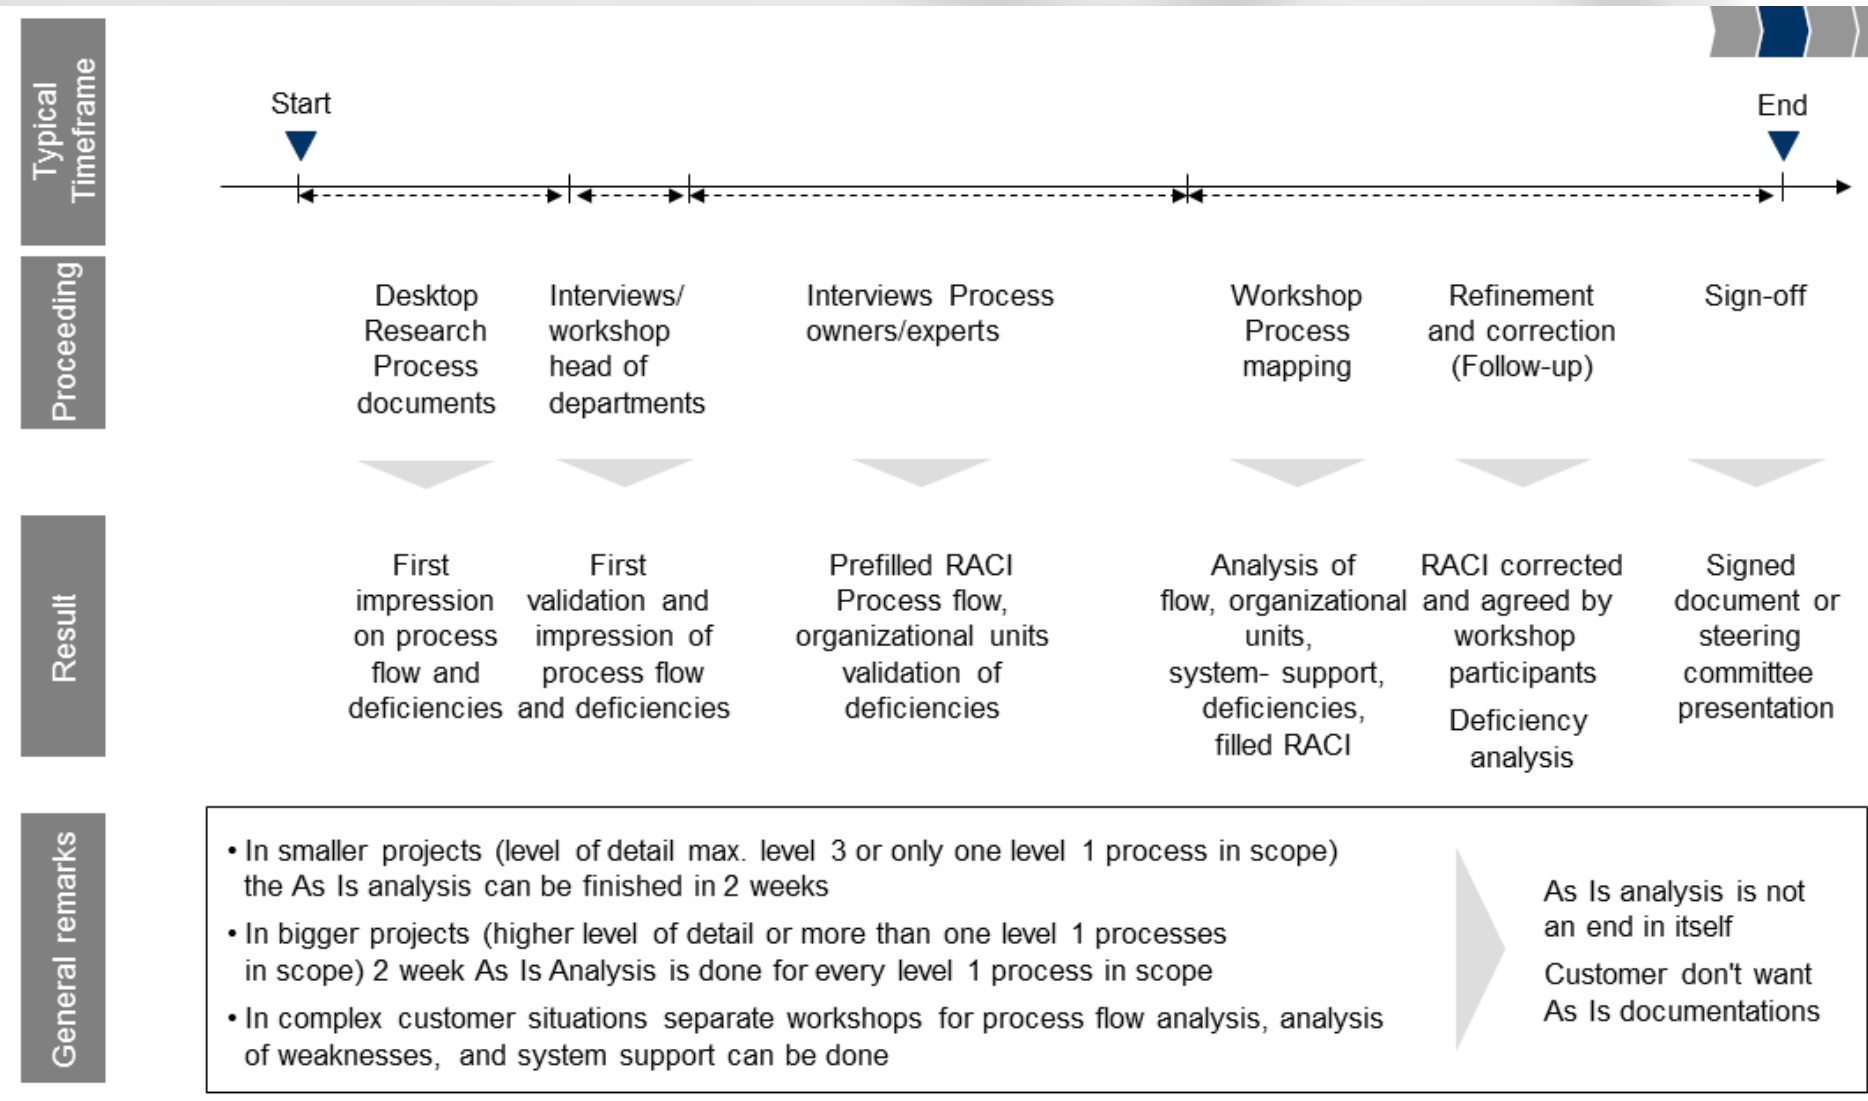 Typical
Timeframe
Start
End
Proceeding
Desktop
Research
Process
documents
Interviews/
workshop
head of
departments
Interviews Process
owners/experts
Workshop
Process
mapping
Refinement
and correction
(Follow-up)
Sign-off
Result
First
impression
on process
flow and
deficiencies
First
validation and
impression of
process flow
and deficiencies
Prefilled RACI
Process flow,
organizational units
validation of
deficiencies
Analysis of
flow, organizational
units,
system- support,
deficiencies,
filled RACI
RACI corrected
and agreed by
workshop
participants
Deficiency
analysis
Signed
document or
steering
committee
presentation
General remarks
• In smaller projects (level of detail max. level 3 or only one level 1 process in scope)
the As Is analysis can be finished in 2 weeks
• In bigger projects (higher level of detail or more than one level 1 processes
in scope) 2 week As Is Analysis is done for every level 1 process in scope
• In complex customer situations separate workshops for process flow analysis, analysis
of weaknesses, and system support can be done
As Is analysis is not
an end in itself
Customer don't want
As Is documentations